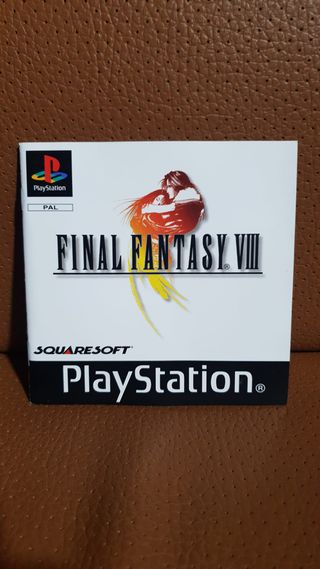 PlayStation
PAL
FINAL FANTASY® VIII
SQUARESOFT®
PlayStation®